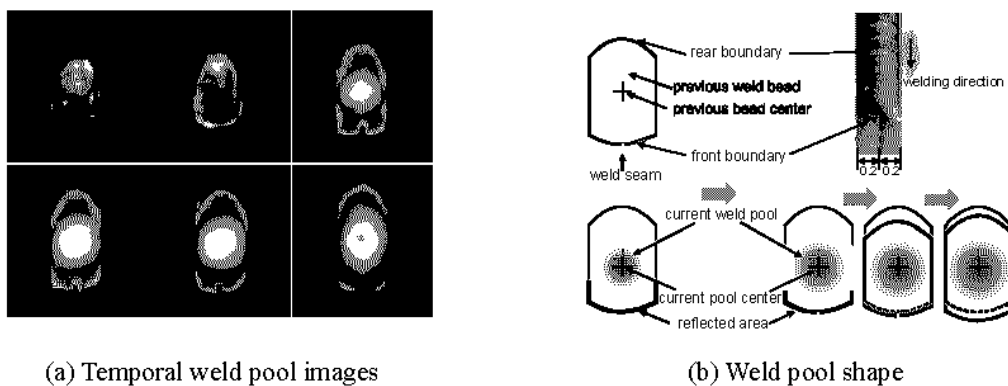 rear boundary
previous weld bead
previous bead center
welding direction
front boundary
weld seam
0.2 0.2
current weld pool
current pool center
reflected area
(a) Temporal weld pool images
(b) Weld pool shape